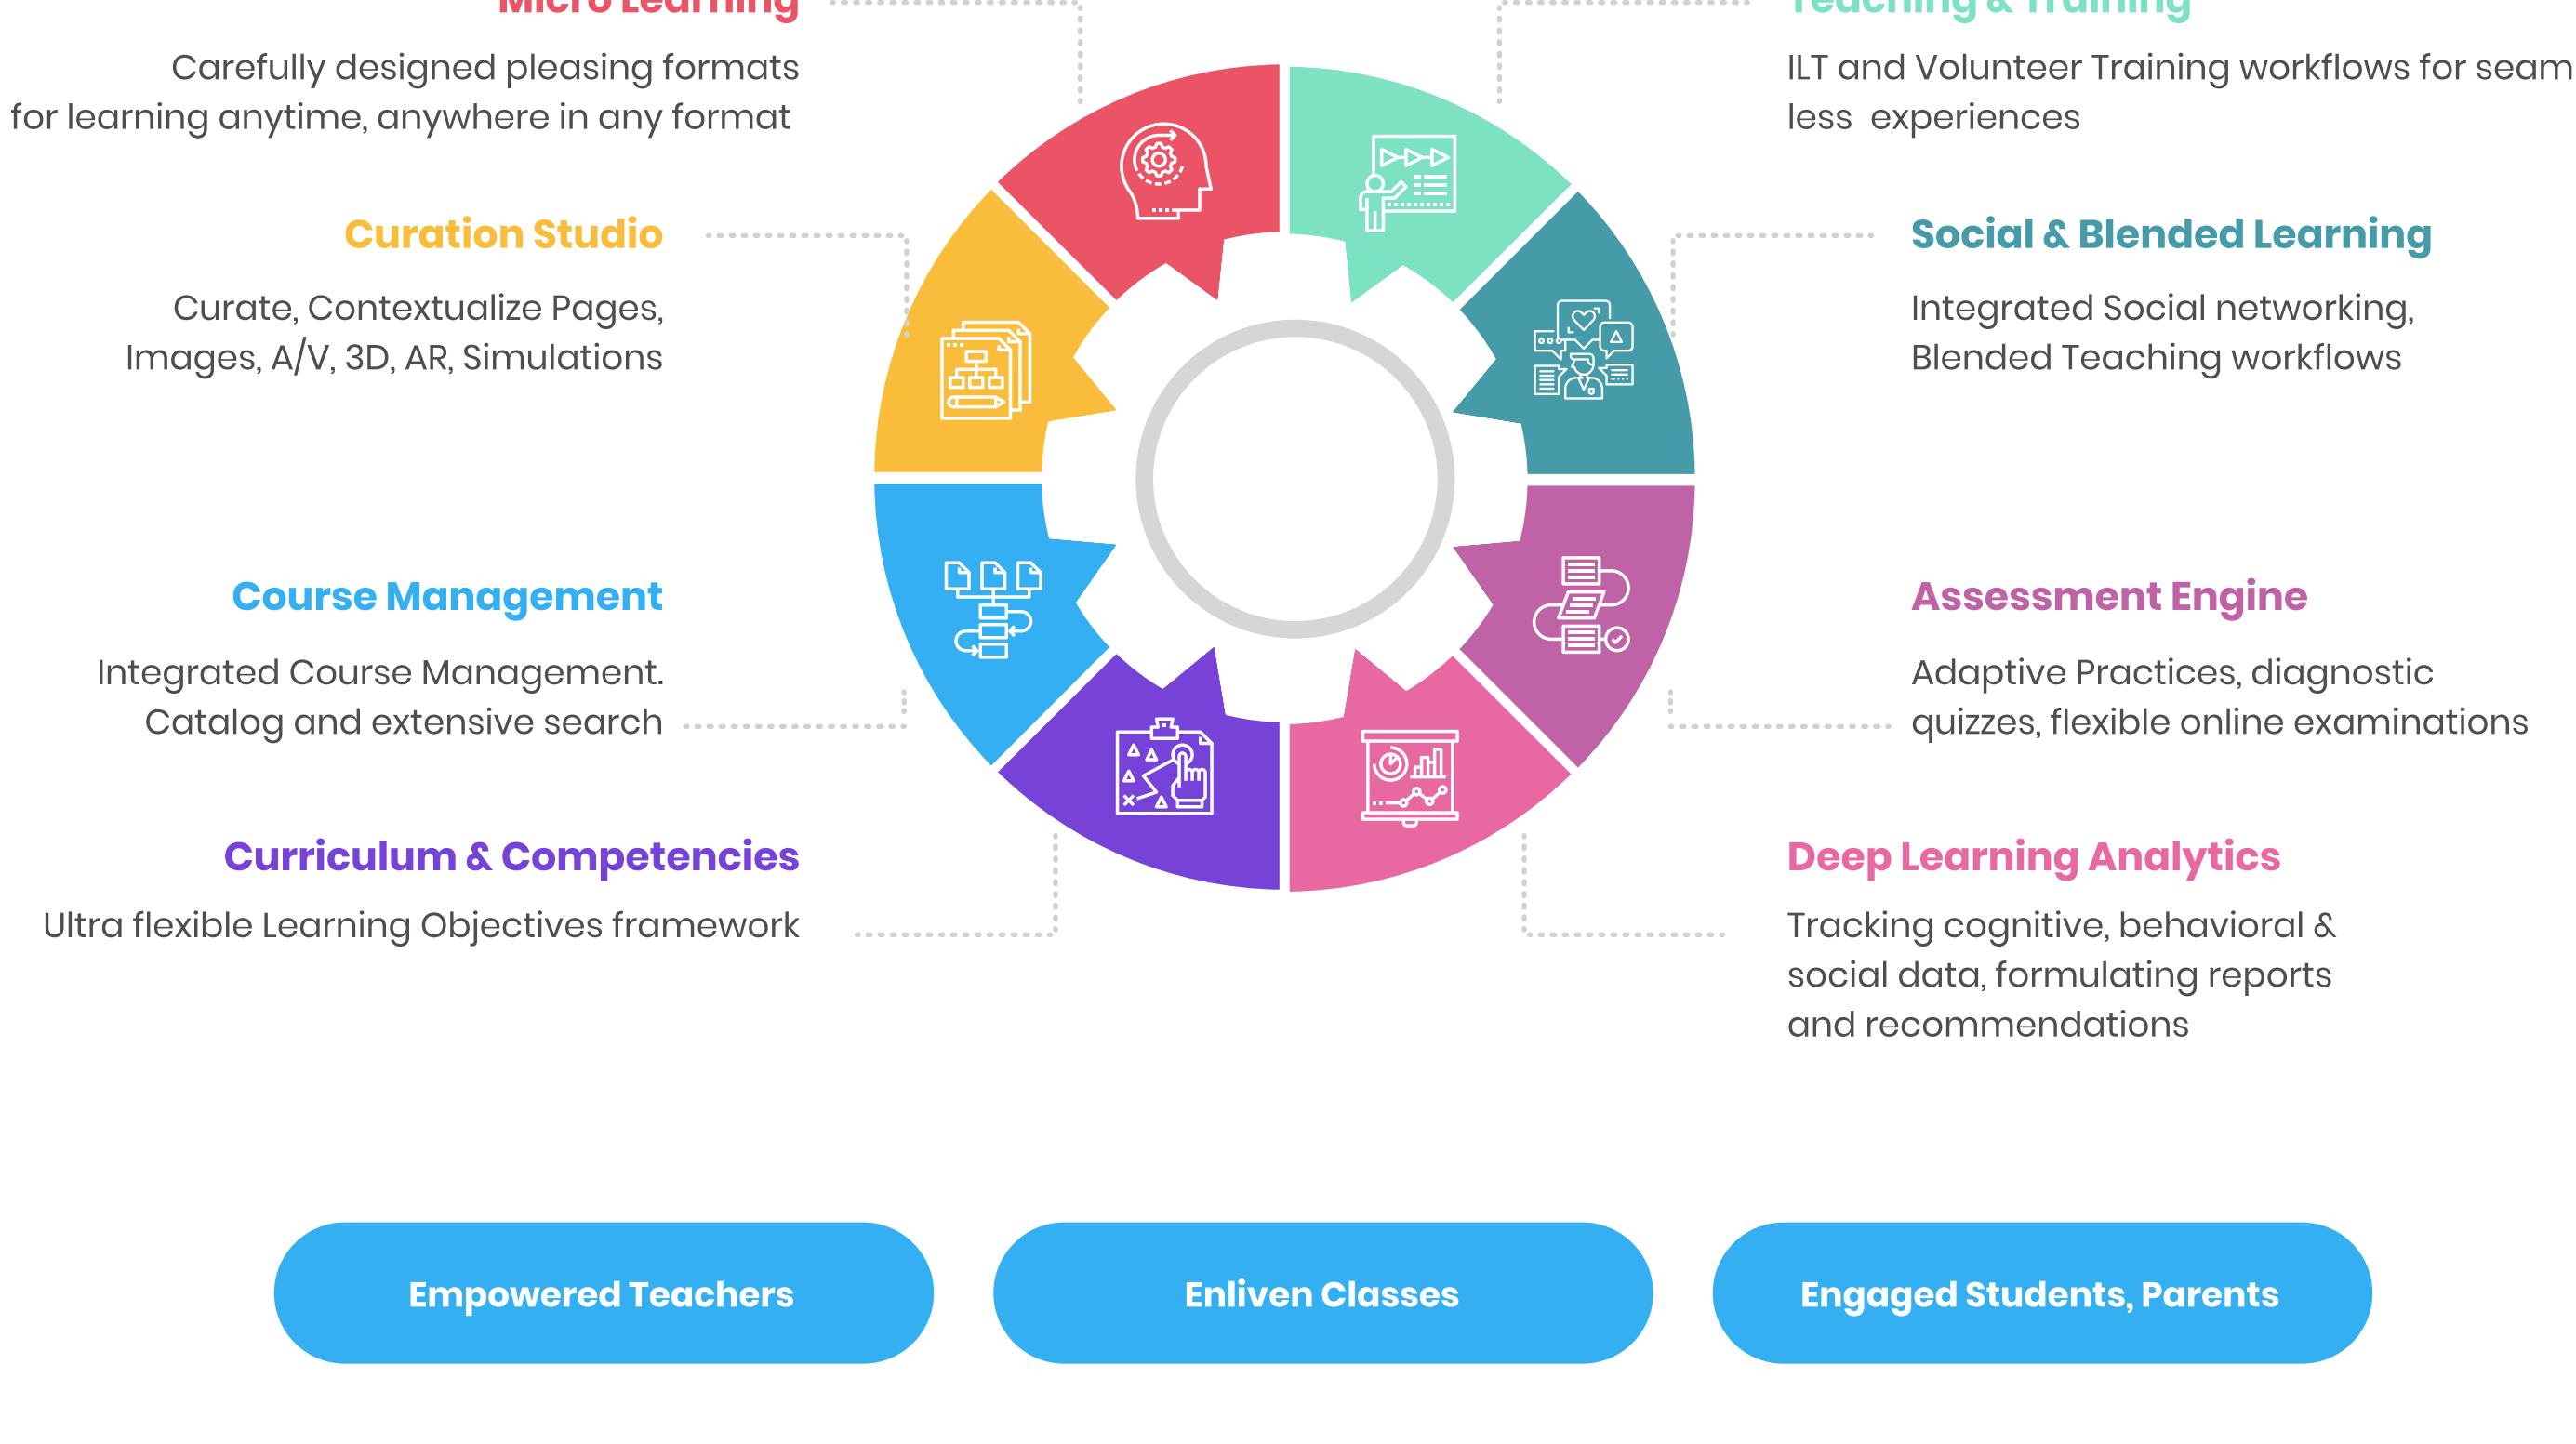 Micro Learning
Carefully designed pleasing formats
for learning anytime, anywhere in any format
Curation Studio
Curate, Contextualize Pages,
Images, A/V, 3D, AR, Simulations
Course Management
Integrated Course Management.
Catalog and extensive search
Curriculum & Competencies
Ultra flexible Learning Objectives framework
Teaching & Training
ILT and Volunteer Training workflows for seam
less  experiences
Social & Blended Learning
Integrated Social networking,
Blended Teaching workflows
Assessment Engine
Adaptive Practices, diagnostic
quizzes, flexible online examinations
Deep Learning Analytics
Tracking cognitive, behavioral &
social data, formulating reports
and recommendations
Empowered Teachers
Enliven Classes
Engaged Students, Parents